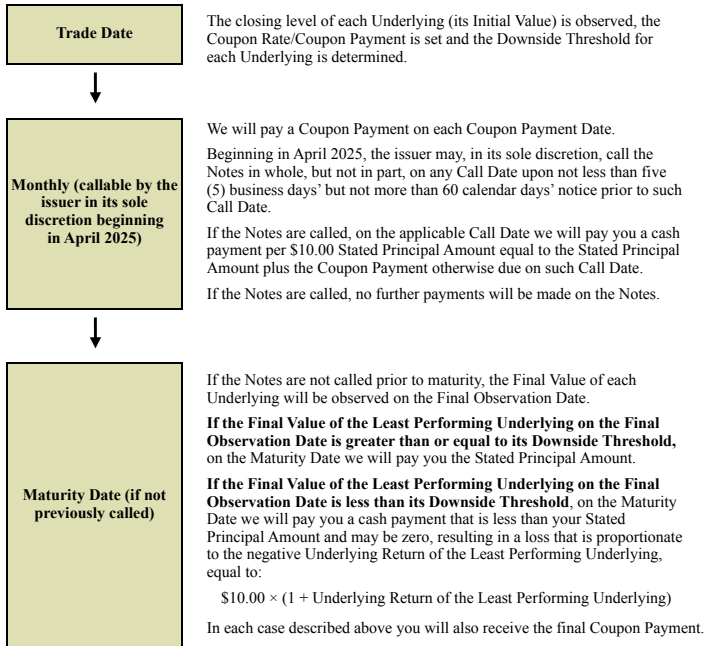 Trade Date
The closing level of each Underlying (its Initial Value) is observed, the
Coupon Rate/Coupon Payment is set and the Downside Threshold for
each Underlying is determined.
Monthly (callable by the
issuer in its sole
discretion beginning
in April 2025)
We will pay a Coupon Payment on each Coupon Payment Date.
Beginning in April 2025, the issuer may, in its sole discretion, call the
Notes in whole, but not in part, on any Call Date upon not less than five
(5) business days’ but not more than 60 calendar days’ notice prior to such
Call Date.
If the Notes are called, on the applicable Call Date we will pay you a cash
payment per $10.00 Stated Principal Amount equal to the Stated Principal
Amount plus the Coupon Payment otherwise due on such Call Date.
If the Notes are called, no further payments will be made on the Notes.
Maturity Date (if not
previously called)
If the Notes are not called prior to maturity, the Final Value of each
Underlying will be observed on the Final Observation Date.
If the Final Value of the Least Performing Underlying on the Final
Observation Date is greater than or equal to its Downside Threshold,
on the Maturity Date we will pay you the Stated Principal Amount.
If the Final Value of the Least Performing Underlying on the Final
Observation Date is less than its Downside Threshold, on the Maturity
Date we will pay you a cash payment that is less than your Stated
Principal Amount and may be zero, resulting in a loss that is proportionate
to the negative Underlying Return of the Least Performing Underlying,
equal to:
$10.00 × (1 + Underlying Return of the Least Performing Underlying)
In each case described above you will also receive the final Coupon Payment.